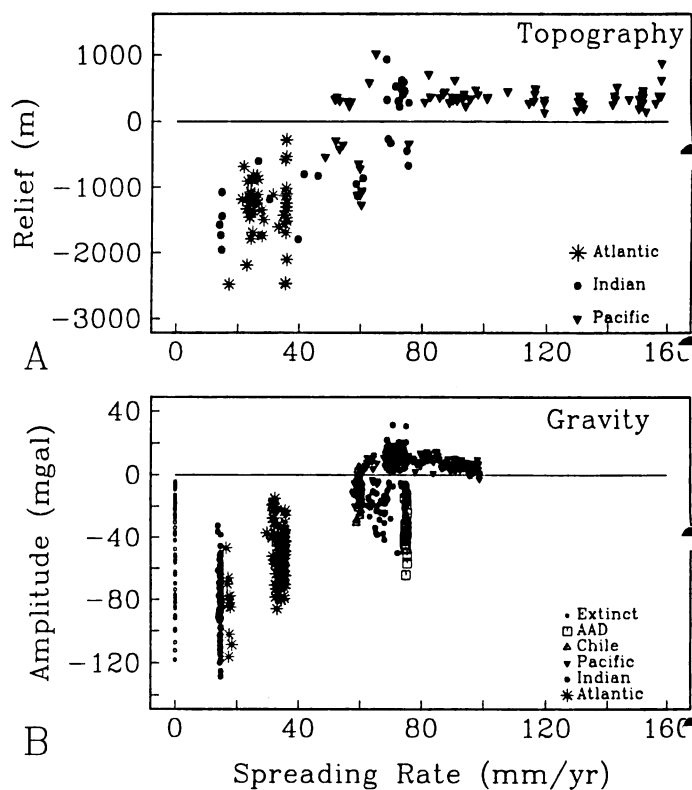 Topography
1000
0
-1000
-2000
-3000
Relief (m)
Atlantic
Indian
Pacific
A
0
40
80
120
160
Gravity
40
0
-40
-80
-120
Amplitude (mgal)
Extinct
AAD
Chile
Pacific
Indian
Atlantic
B
0
40
80
120
160
Spreading Rate (mm/yr)